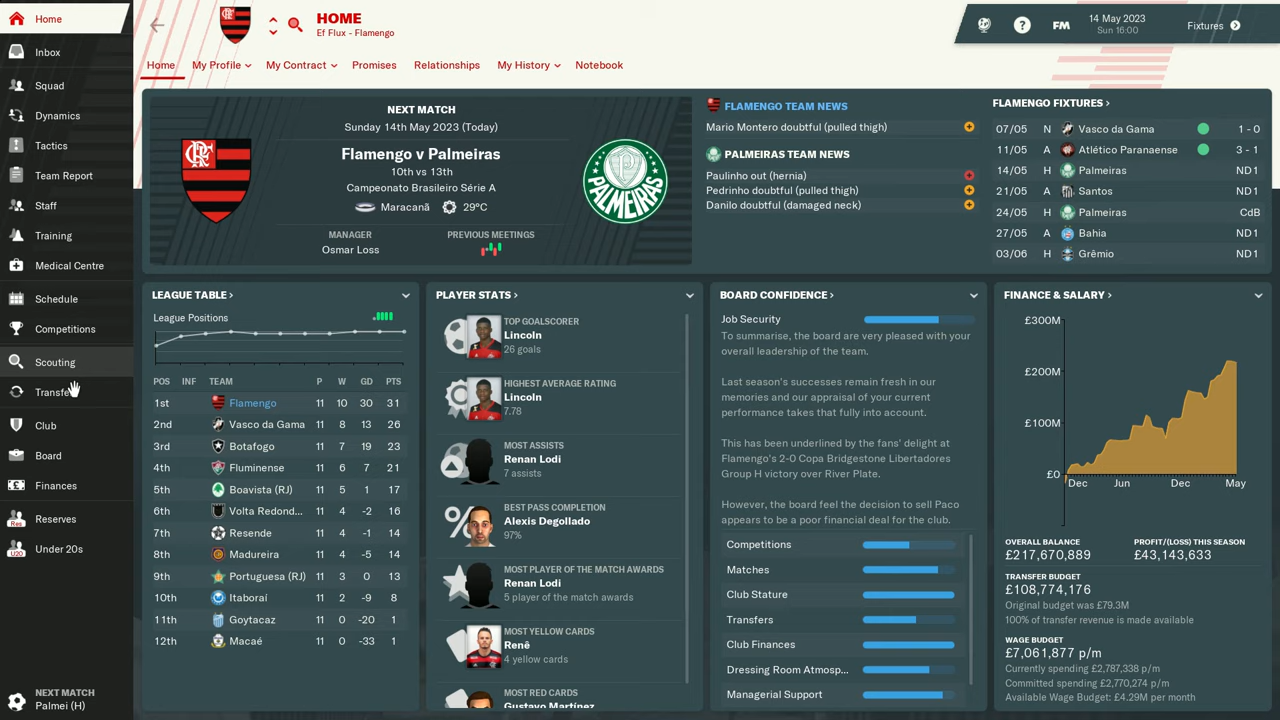 Home
Inbox
Squad
Dynamics
Tactics
Team Report
Staff
Training
Medical Centre
Schedule
Competitions
Scouting
Transfe
Club
Board
Finances
Reserves
Under 20s
NEXT MATCH
Palmei (H)
HOME
Ef Flux - Flamengo
FM
14 May 2023
Sun 16:00
Fixtures
Home
My Profile
My Contract
Promises
Relationships
My History
Notebook
NEXT MATCH
Sunday 14th May 2023 (Today)
Flamengo v Palmeiras
10th vs 13th
Campeonato Brasileiro Série A
Maracanã 29°C
MANAGER
Osmar Loss
PREVIOUS MEETINGS
PALMEIRAS
FLAMENGO TEAM NEWS
Mario Montero doubtful (pulled thigh)
PALMEIRAS TEAM NEWS
Paulinho out (hernia)
Pedrinho doubtful (pulled thigh)
Danilo doubtful (damaged neck)
FLAMENGO FIXTURES >
07/05 N Vasco da Gama 1 - 0
11/05 A Atlético Paranaense 3 - 1
14/05 H Palmeiras ND1
21/05 A Santos ND1
24/05 H Palmeiras CdB
27/05 A Bahia ND1
03/06 H Grêmio ND1
LEAGUE TABLE >
League Positions
POS INF TEAM P W GD PTS
1st Flamengo 11 10 30 31
2nd Vasco da Gama 11 8 13 26
3rd Botafogo 11 7 19 23
4th Fluminense 11 6 7 21
5th Boavista (RJ) 11 5 1 17
6th Volta Redond... 11 4 -2 16
7th Resende 11 4 -1 14
8th Madureira 11 4 -5 14
9th Portuguesa (RJ) 11 3 0 13
10th Itaboraí 11 2 -9 8
11th Goytacaz 11 0 -20 1
12th Macaé 11 0 -33 1
PLAYER STATS >
TOP GOALSCORER
Lincoln
26 goals
HIGHEST AVERAGE RATING
Lincoln
7.78
MOST ASSISTS
Renan Lodi
7 assists
BEST PASS COMPLETION
Alexis Degollado
97%
MOST PLAYER OF THE MATCH AWARDS
Renan Lodi
5 player of the match awards
MOST YELLOW CARDS
Renê
4 yellow cards
MOST RED CARDS
Gustavo Martínez
BOARD CONFIDENCE >
Job Security
To summarise, the board are very pleased with your
overall leadership of the team.
Last season's successes remain fresh in our
memories and our appraisal of your current
performance takes that fully into account.
This has been underlined by the fans' delight at
Flamengo's 2-0 Copa Bridgestone Libertadores
Group H victory over River Plate.
However, the board feel the decision to sell Paco
appears to be a poor financial deal for the club.
Competitions
Matches
Club Stature
Transfers
Club Finances
Dressing Room Atmosp...
Managerial Support
FINANCE & SALARY >
£300M
£200M
£100M
£0
Dec Jun Dec May
OVERALL BALANCE
£217,670,889
PROFIT/(LOSS) THIS SEASON
£43,143,633
TRANSFER BUDGET
£108,774,176
Original budget was £79.3M
100% of transfer revenue is made available
WAGE BUDGET
£7,061,877 p/m
Currently spending £2,787,338 p/m
Committed spending £2,770,274 p/m
Available Wage Budget: £4.29M per month